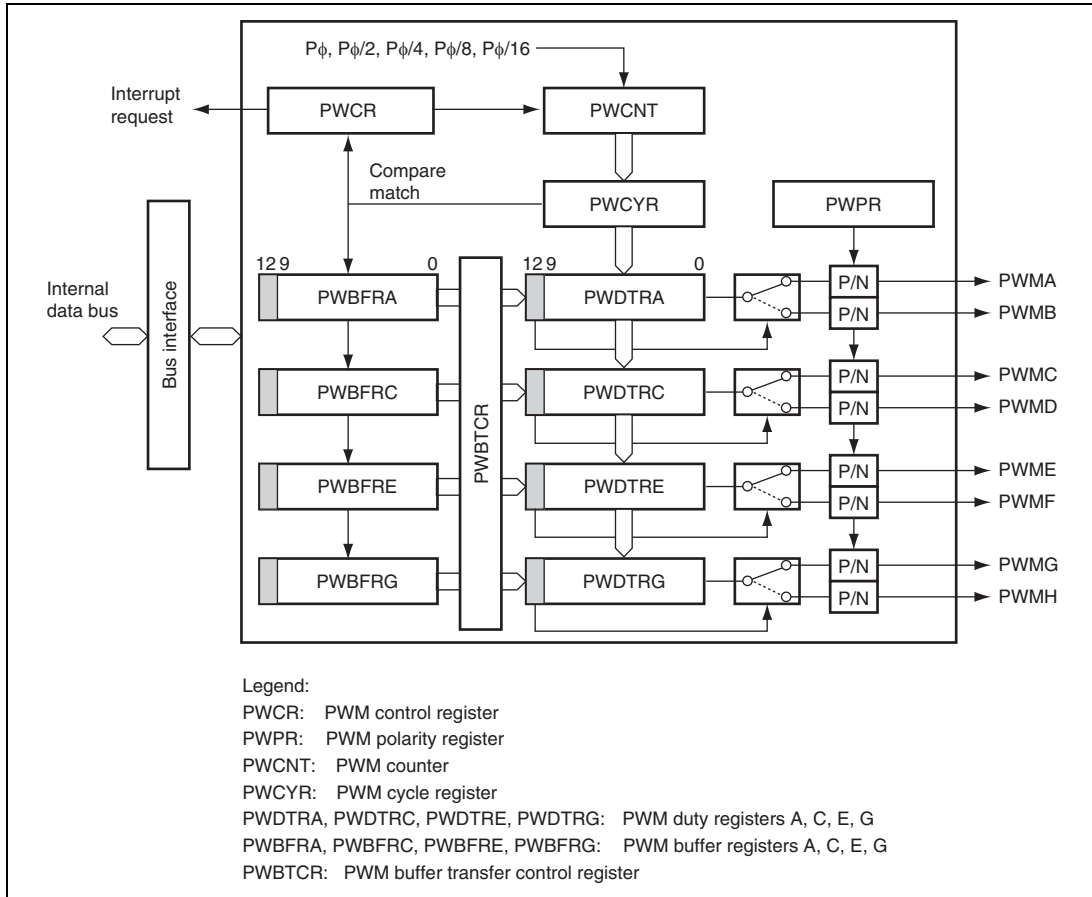 Pϕ, Pϕ/2, Pϕ/4, Pϕ/8, Pϕ/16
Interrupt
request
PWCR
PWCNT
Compare
match
PWCYR
PWPR
Internal
data bus
Bus interface
12 9 0
PWBFRA
PWBTCR
12 9 0
PWDTRA
P/N
PWMA
P/N
PWMB
PWBFRC
PWDTRC
P/N
PWMC
P/N
PWMD
PWBFRE
PWDTRE
P/N
PWME
P/N
PWMF
PWBFRG
PWDTRG
P/N
PWMG
P/N
PWMH
Legend:
PWCR: PWM control register
PWPR: PWM polarity register
PWCNT: PWM counter
PWCYR: PWM cycle register
PWDTRA, PWDTRC, PWDTRE, PWDTRG: PWM duty registers A, C, E, G
PWBFRA, PWBFRC, PWBFRE, PWBFRG: PWM buffer registers A, C, E, G
PWBTCR: PWM buffer transfer control register